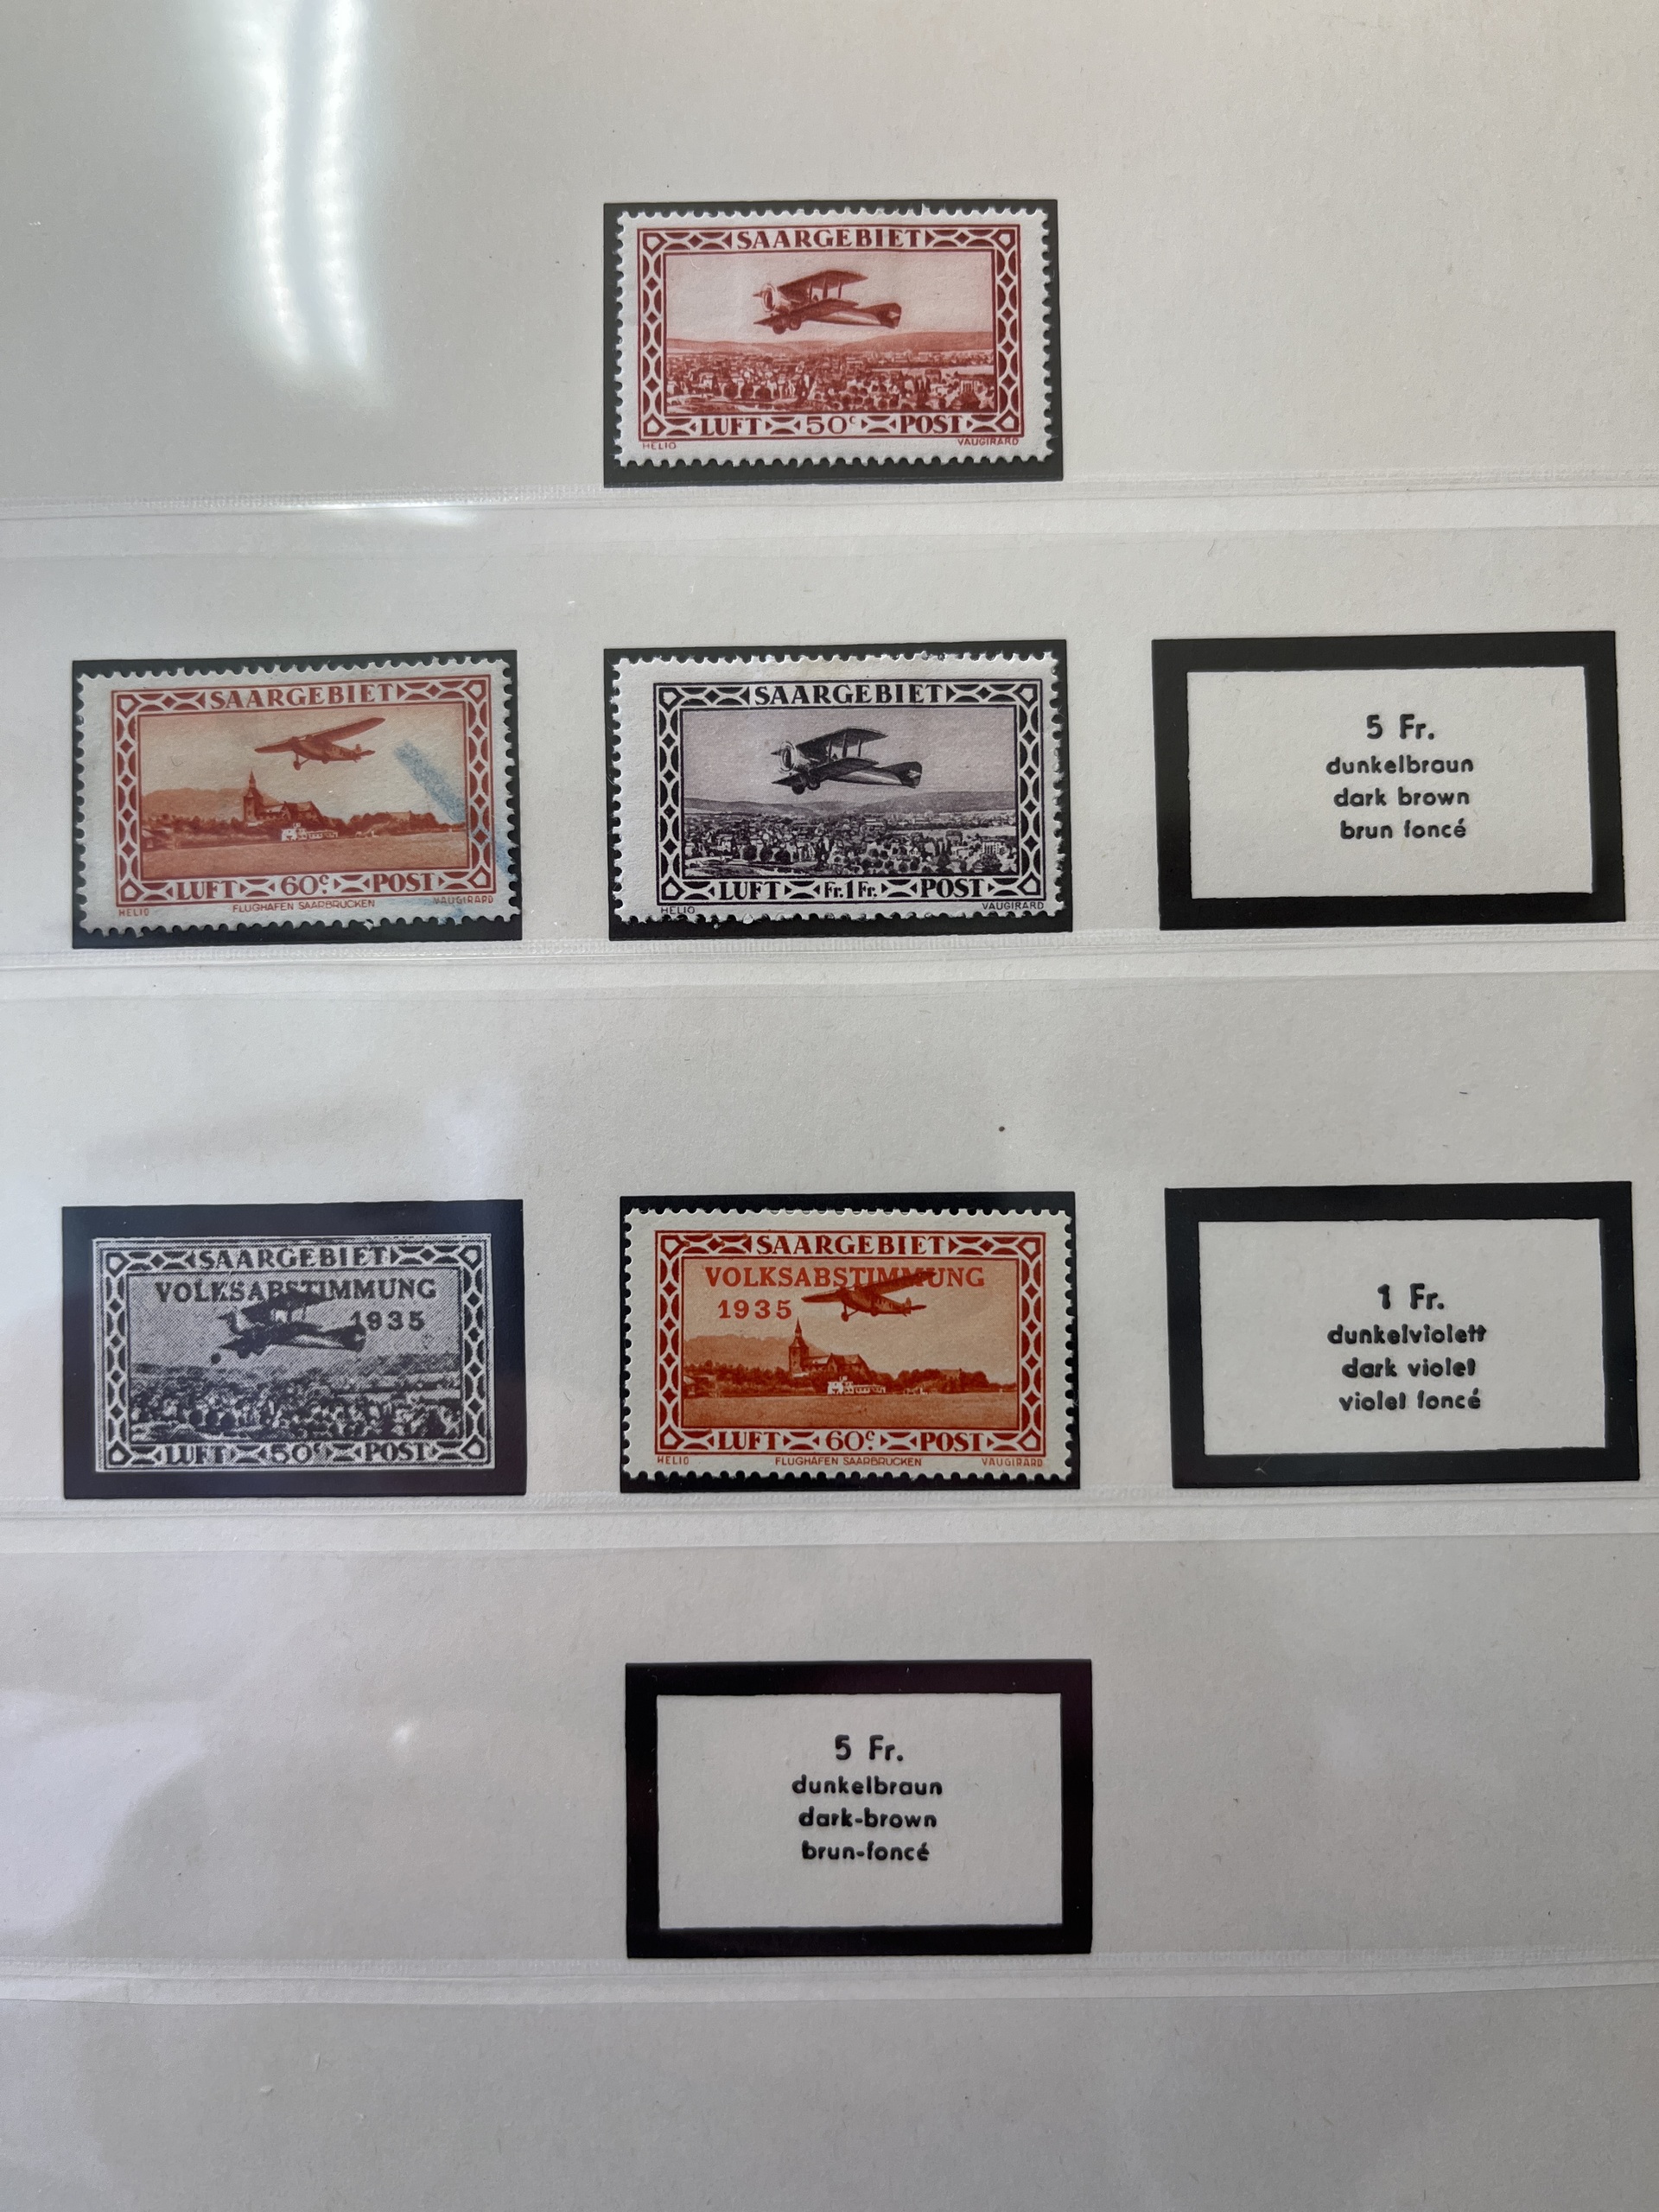 SAARGEBIET
LUFT 50c POST
HELIO VAUGIRARD
SAARGEBIET
LUFT 60c. POST
HELIO FLUGHAFEN SAARBRÜCKEN VAUGIRARD
SAARGEBIET
LUFT Fr.1Fr. POST
HELIO VAUGIRARD
5 Fr.
dunkelbraun
dark brown
brun foncé
SAARGEBIET
VOLKSABSTIMMUNG
1935
LUFT 50c POST
SAARGEBIET
VOLKSABSTIMMUNG
1935
LUFT 60c. POST
HELIO FLUGHAFEN SAARBRÜCKEN VAUGIRARD
1 Fr.
dunkelviolett
dark violet
violet foncé
5 Fr.
dunkelbraun
dark-brown
brun-foncé